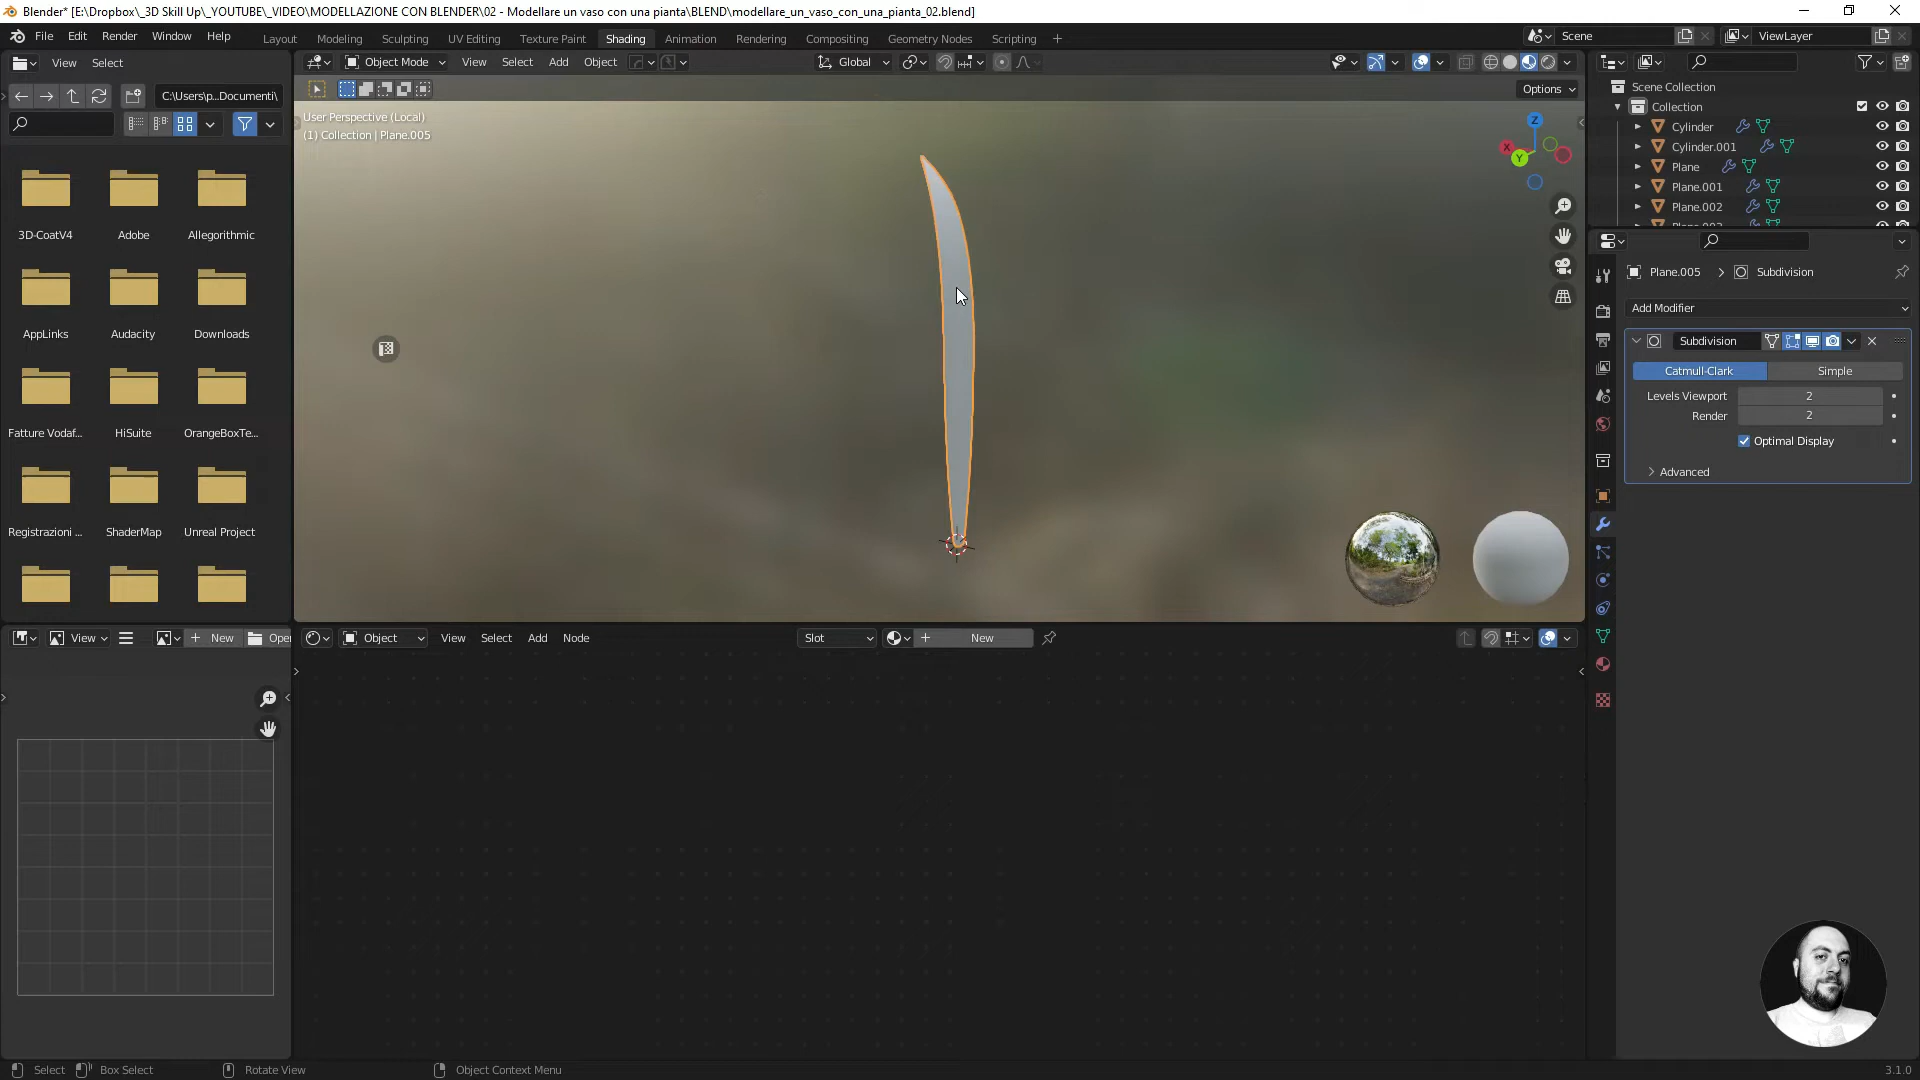 Blender* [E:\Dropbox\_3D Skill Up\_YOUTUBE\_VIDEO\MODELLAZIONE CON BLENDER\02 - Modellare un vaso con una pianta\BLEND\modellare_un_vaso_con_una_pianta_02.blend]
File Edit Render Window Help Layout Modeling Sculpting UV Editing Texture Paint Shading Animation Rendering Compositing Geometry Nodes Scripting + Scene ViewLayer
View Select Object Mode View Select Add Object Global
C:\Users\p...Documenti\ Options
Scene Collection
Collection
Cylinder
Cylinder.001
Plane
Plane.001
Plane.002
User Perspective (Local)
(1) Collection | Plane.005
Z
X
Y
3D-CoatV4 Adobe Allegorithmic
AppLinks Audacity Downloads
Fatture Vodaf... HiSuite OrangeBoxTe...
Registrazioni ... ShaderMap Unreal Project
Plane.005 > Subdivision
Add Modifier
Subdivision
Catmull-Clark Simple
Levels Viewport 2
Render 2
Optimal Display
Advanced
View New Open Object View Select Add Node Slot New
Select Box Select Rotate View Object Context Menu 3.1.0